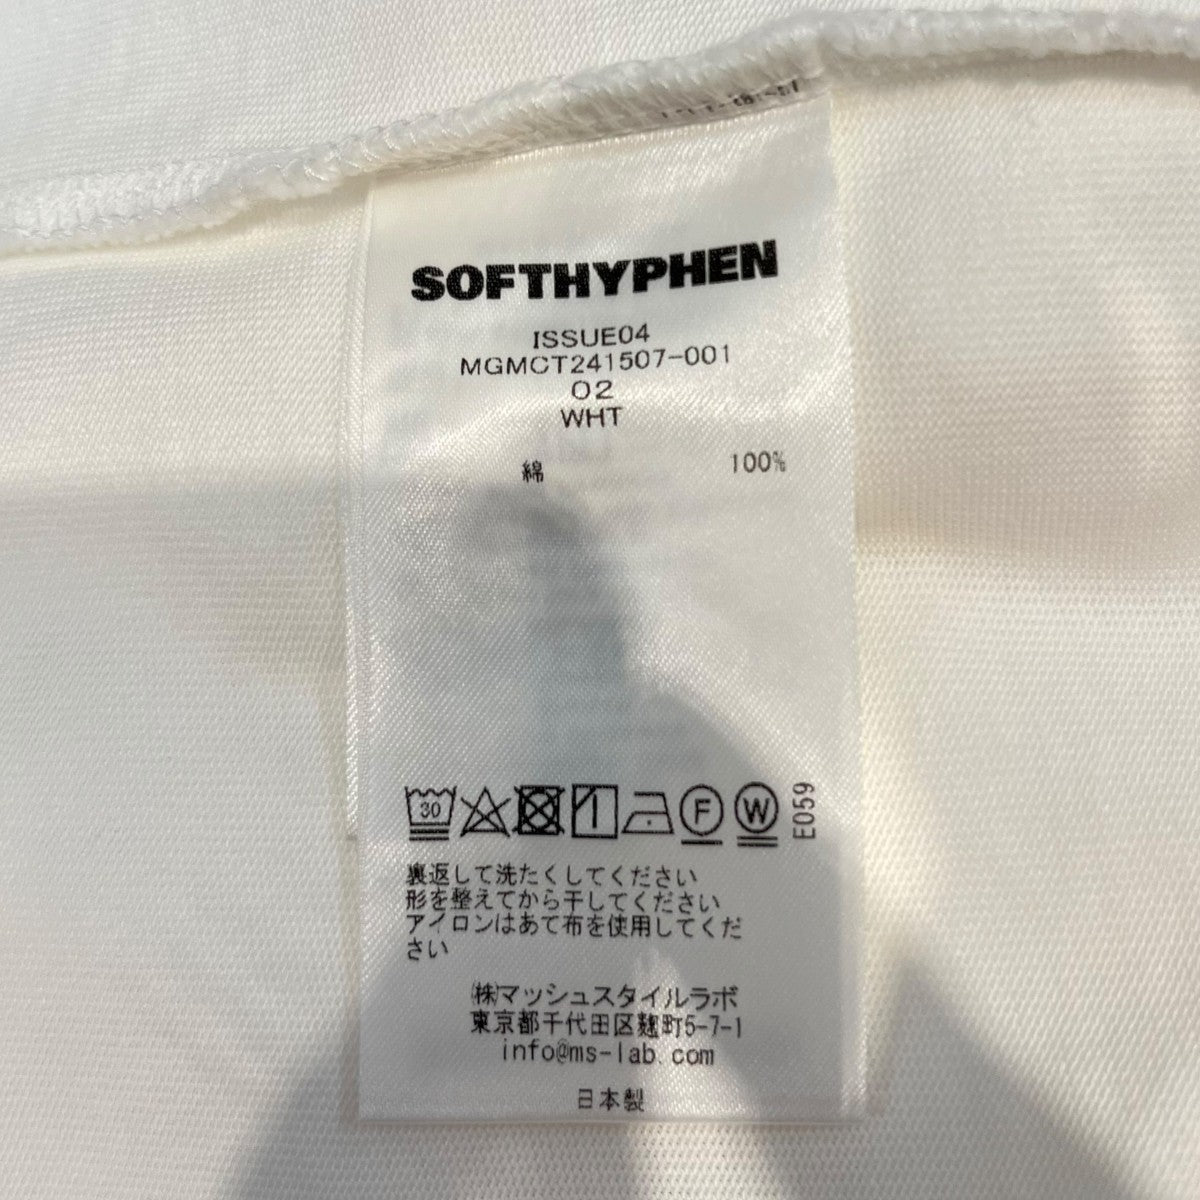 SOFTHYPHEN
ISSUE04
MGMCT241507-001
02
WHT
綿 100%
30 F W E059
裏返して洗たくしてください
形を整えてから干してください
アイロンはあて布を使用してくだ
さい
㈱マッシュスタイルラボ
東京都千代田区麹町5-7-1
info@ms-lab.com
日本製